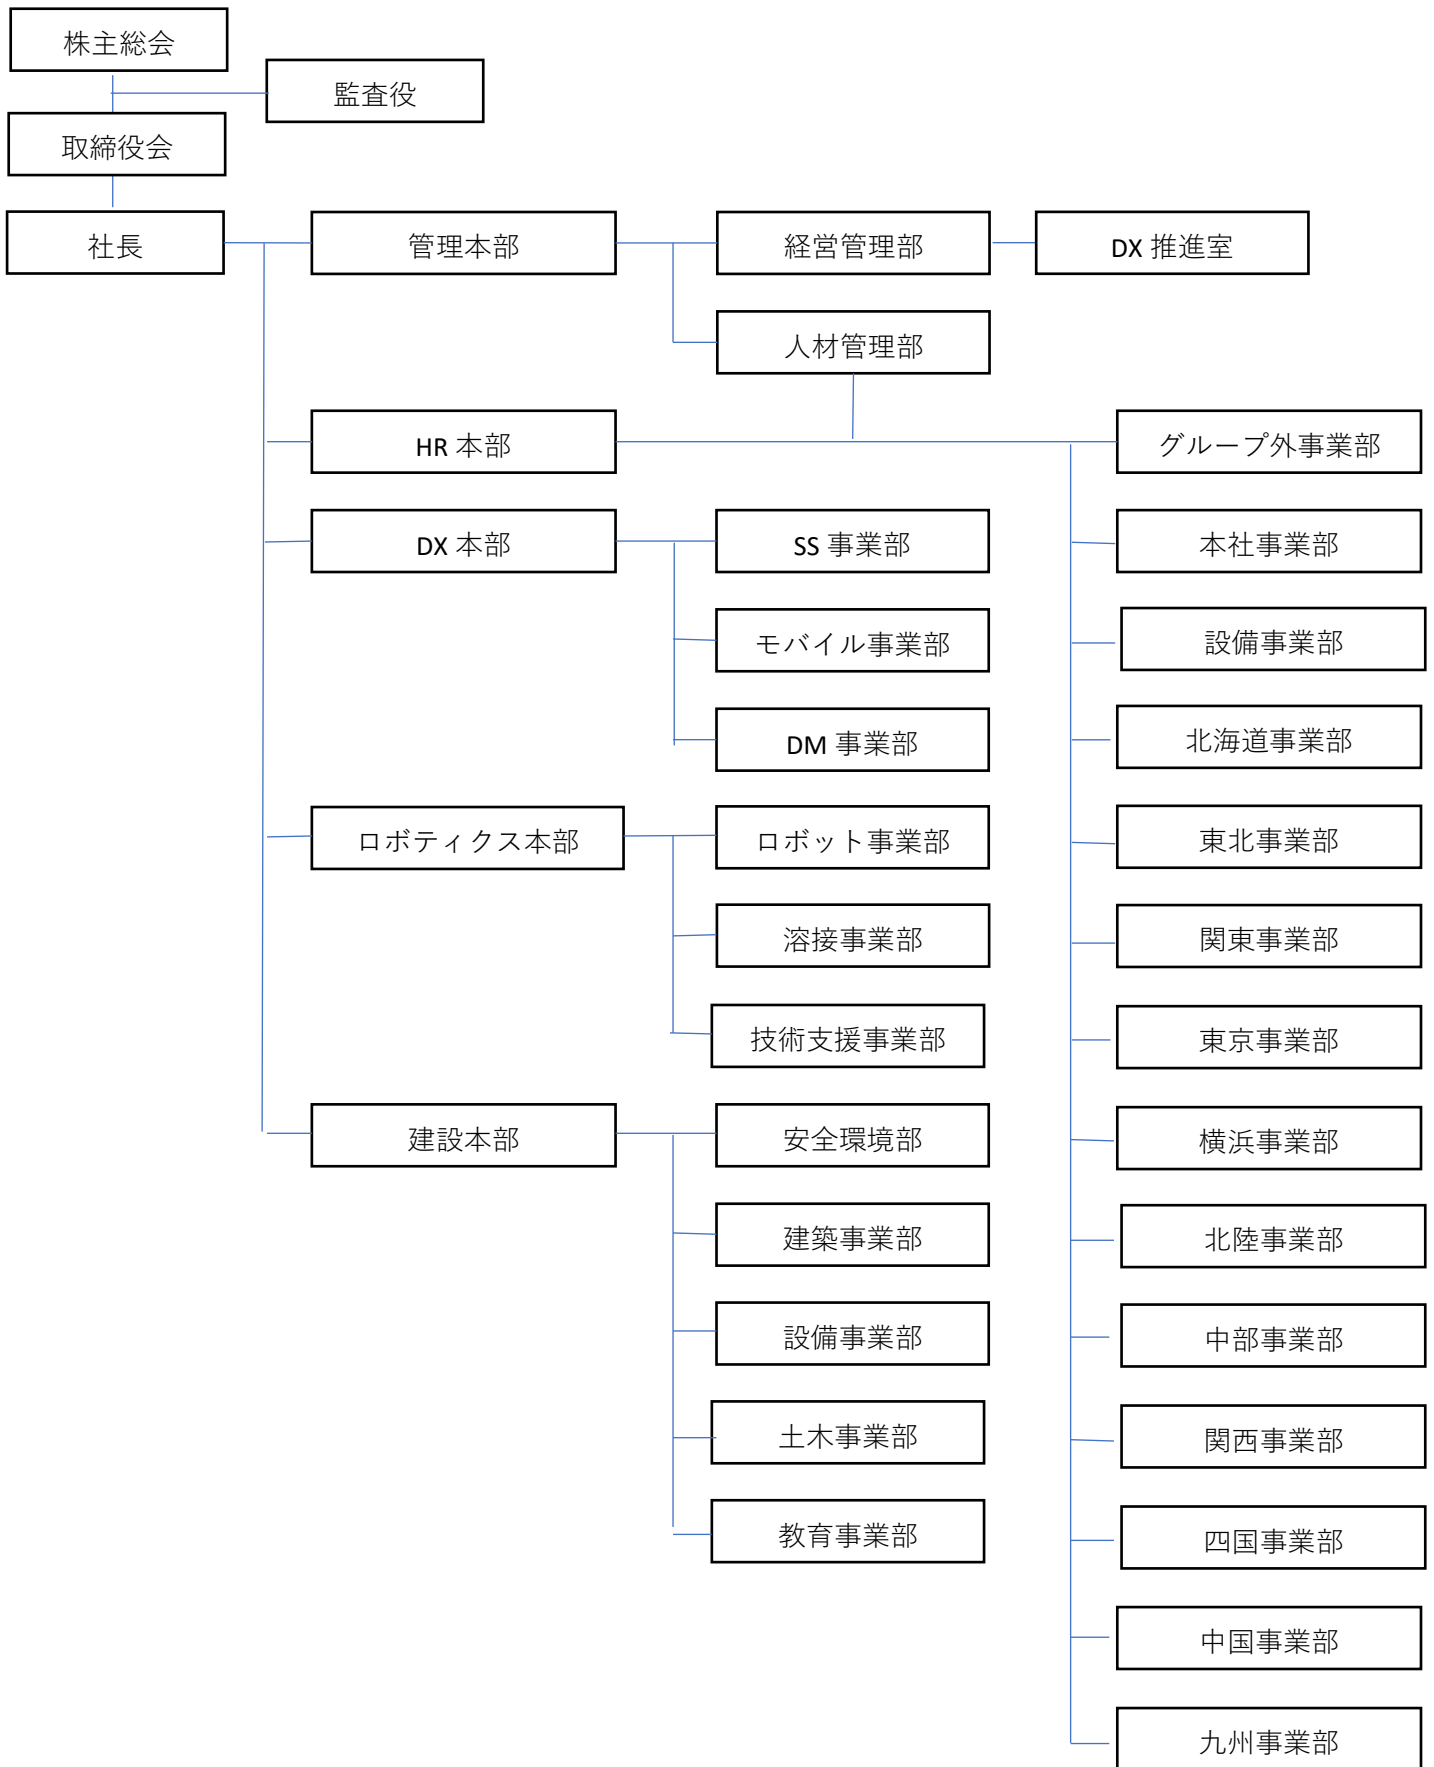 株主総会
監査役
取締役会
社長
管理本部
経営管理部
DX 推進室
人材管理部
HR 本部
グループ外事業部
DX 本部
SS 事業部
本社事業部
モバイル事業部
設備事業部
DM 事業部
北海道事業部
ロボティクス本部
ロボット事業部
東北事業部
溶接事業部
関東事業部
技術支援事業部
東京事業部
建設本部
安全環境部
横浜事業部
建築事業部
北陸事業部
設備事業部
中部事業部
土木事業部
関西事業部
教育事業部
四国事業部
中国事業部
九州事業部